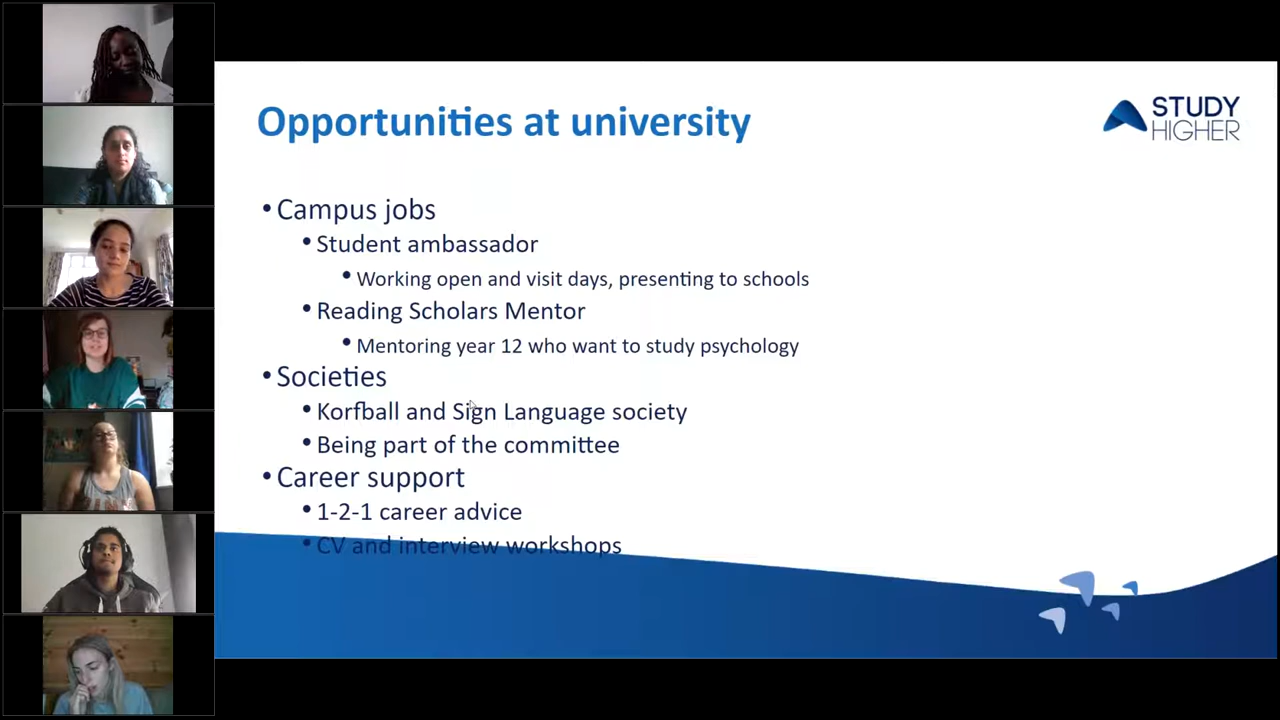 Opportunities at university
STUDY
HIGHER
• Campus jobs
• Student ambassador
• Working open and visit days, presenting to schools
• Reading Scholars Mentor
• Mentoring year 12 who want to study psychology
• Societies
• Korfball and Sign Language society
• Being part of the committee
• Career support
• 1-2-1 career advice
• CV and interview workshops